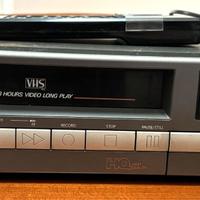 VHS
8 HOURS VIDEO LONG PLAY
RECORD
STOP
PAUSE/STILL
HQ